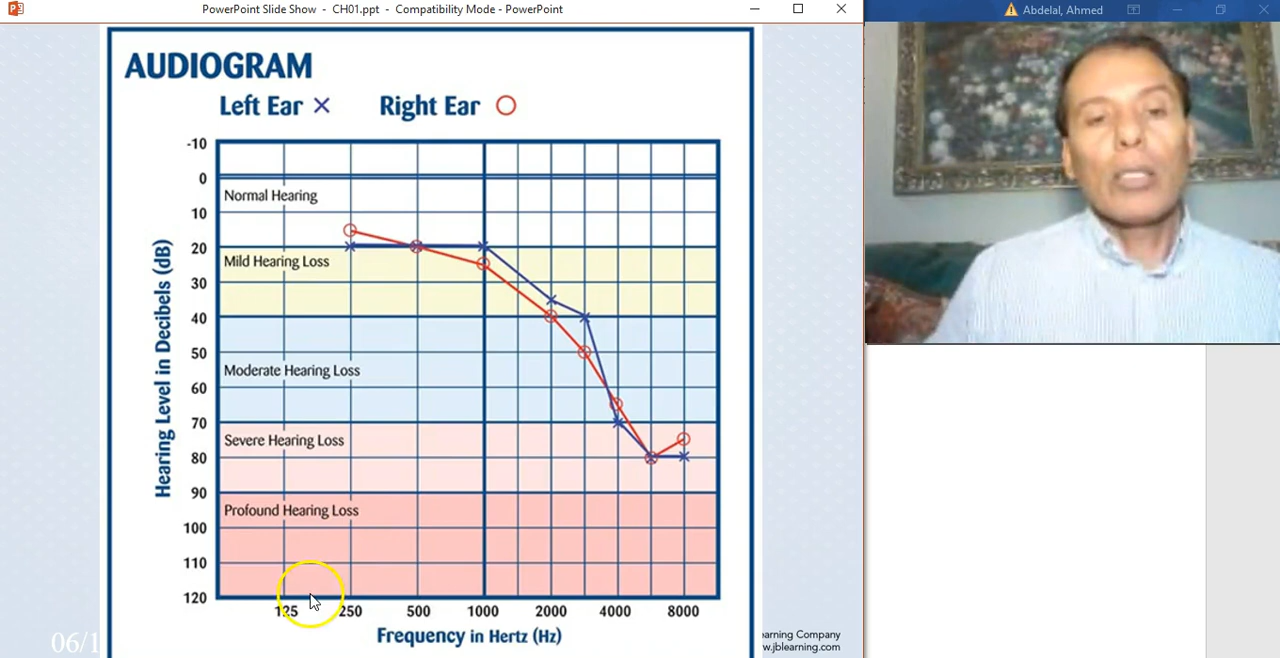 PowerPoint Slide Show - CH01.ppt - Compatibility Mode - PowerPoint
Abdelal, Ahmed
AUDIOGRAM
Left Ear × Right Ear ○
-10
0
Normal Hearing
10
20
Mild Hearing Loss
30
40
50
Moderate Hearing Loss
60
70
Severe Hearing Loss
80
90
Profound Hearing Loss
100
110
120
Hearing Level in Decibels (dB)
125 250 500 1000 2000 4000 8000
Frequency in Hertz (Hz)
06/1
earning Company
w.jblearning.com